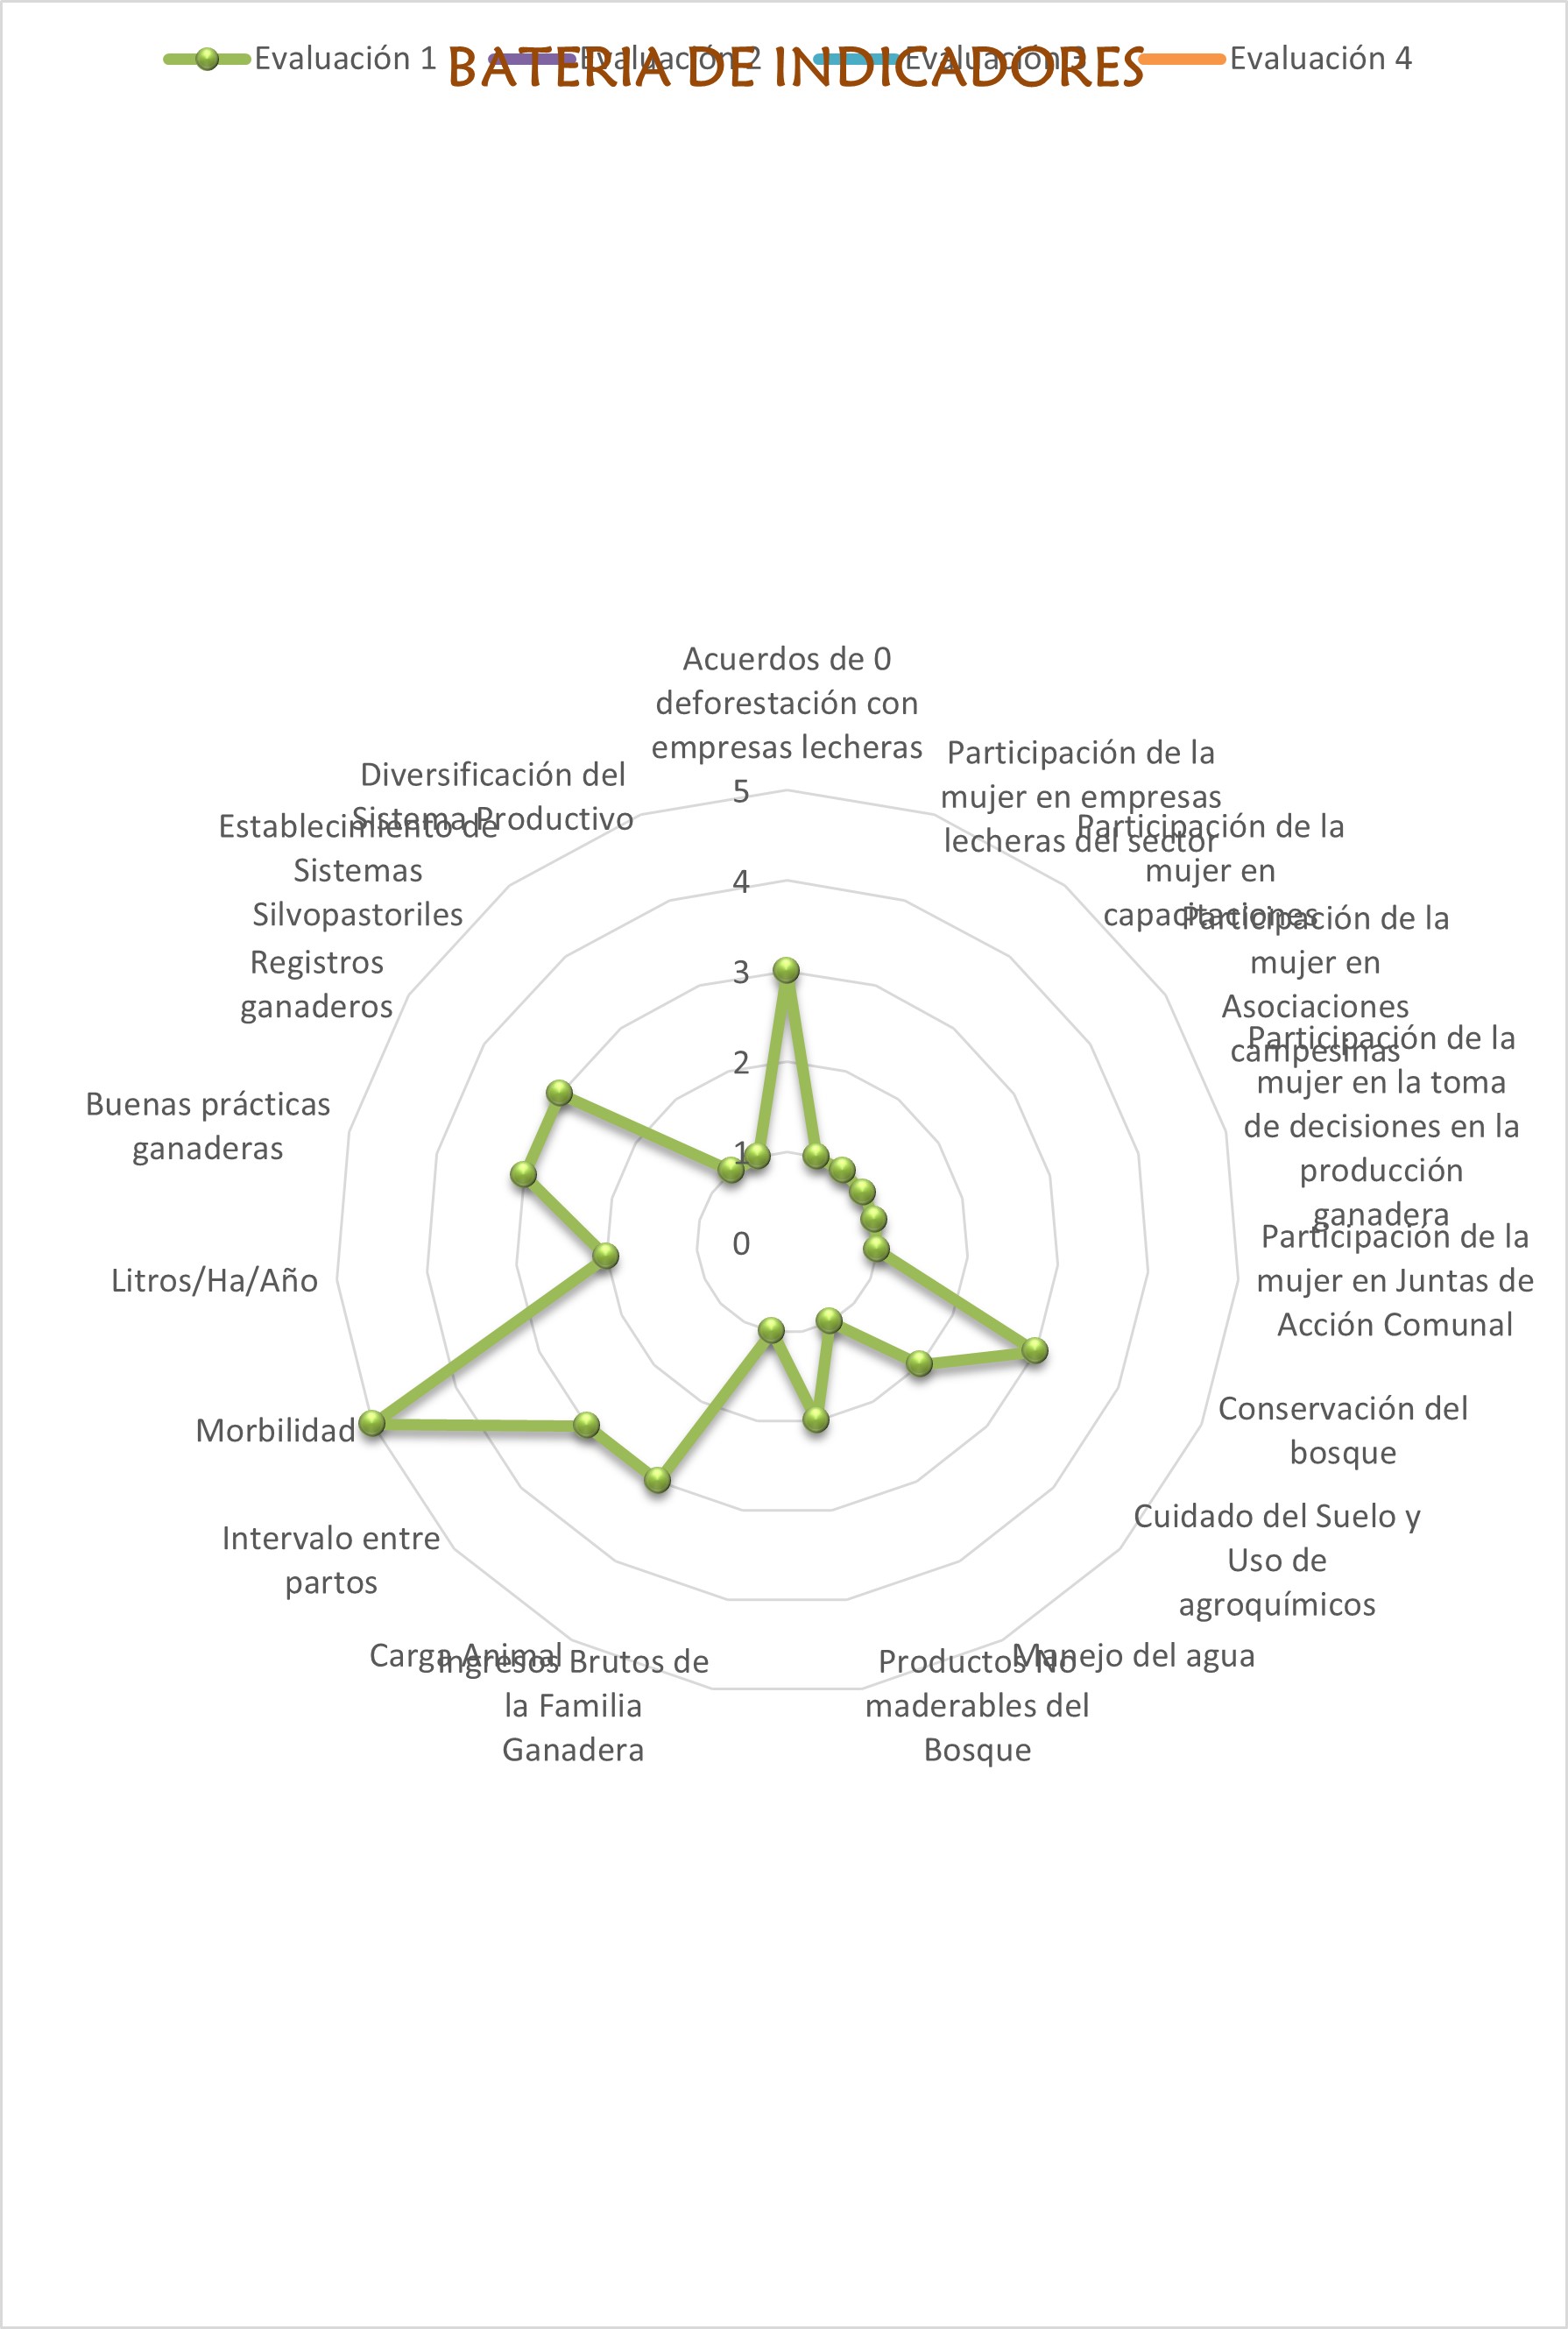 BATERIA DE INDICADORES
Evaluación 1
Evaluación 2
Evaluación 3
Evaluación 4
Acuerdos de 0
deforestación con
empresas lecheras
Participación de la
mujer en empresas
lecheras del sector
Participación de la
mujer en
capacitaciones
Participación de la
mujer en
Asociaciones
campesinas
Participación de la
mujer en la toma
de decisiones en la
producción
ganadera
Participación de la
mujer en Juntas de
Acción Comunal
Conservación del
bosque
Cuidado del Suelo y
Uso de
agroquímicos
Manejo del agua
Productos No
maderables del
Bosque
Ingresos Brutos de
la Familia
Ganadera
Carga Animal
Intervalo entre
partos
Morbilidad
Litros/Ha/Año
Buenas prácticas
ganaderas
Registros
ganaderos
Establecimiento de
Sistemas
Silvopastoriles
Diversificación del
Sistema Productivo
5
4
3
2
1
0